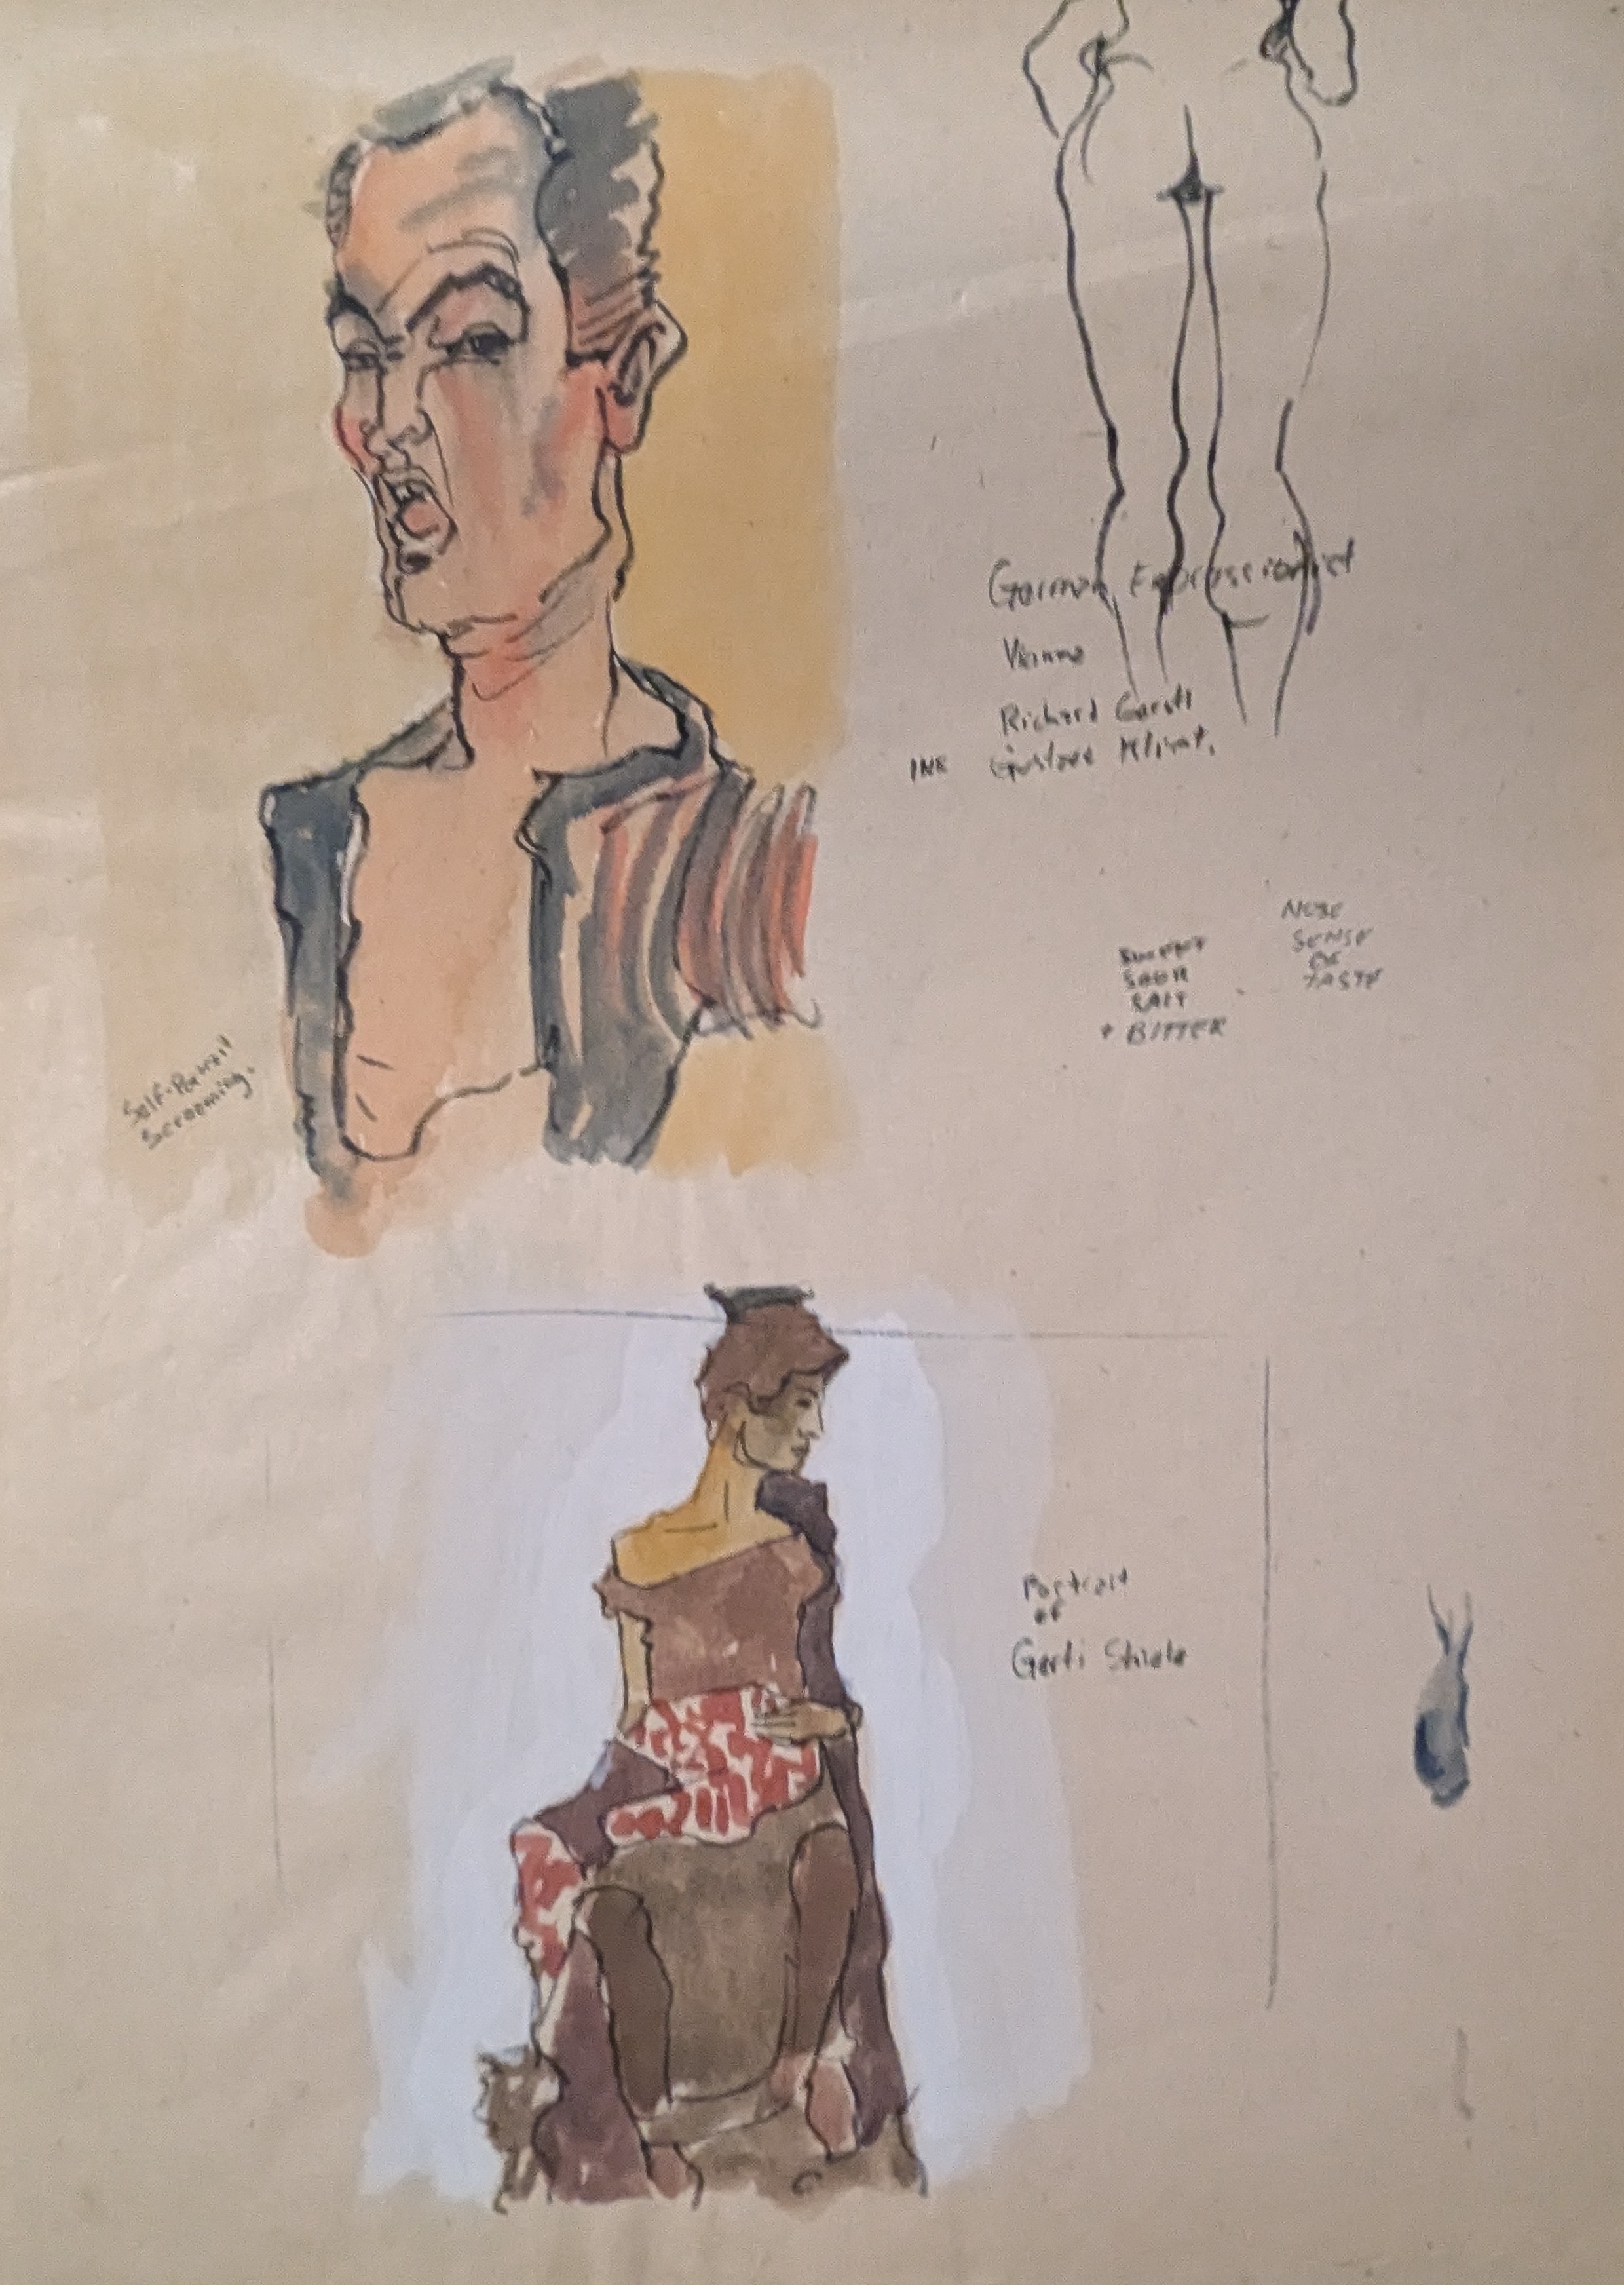 German Expressionist
Vienna
Richard Gerstl
INK Gustave Klimt.
NOSE
SENSE
OF
TASTE
SWEET
SOUR
SALT
+ BITTER
Self-Portrait
Screaming.
Portrait
of
Gerti Shiele